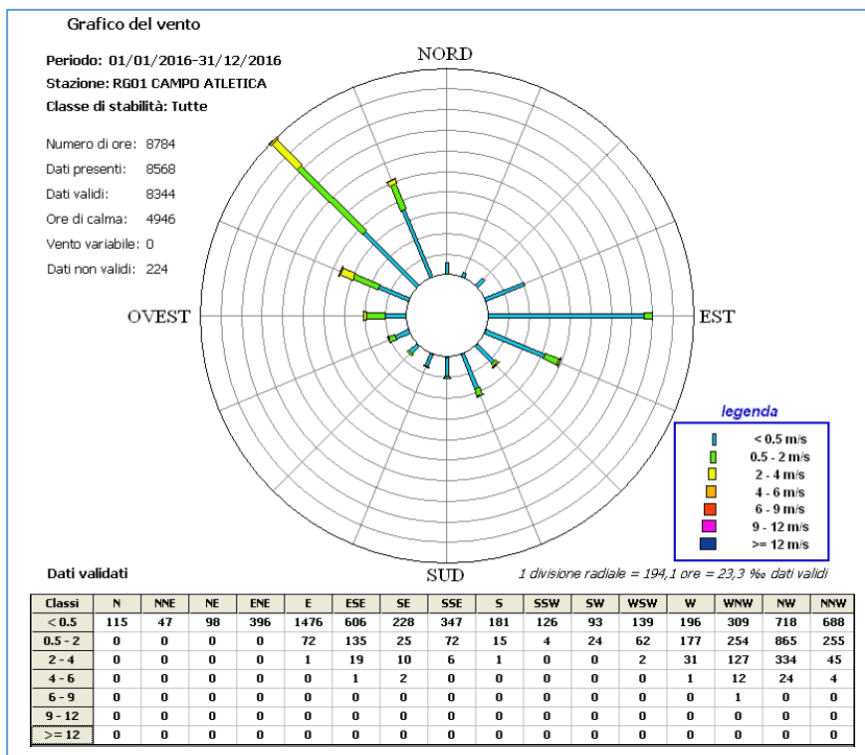 Grafico del vento
Periodo: 01/01/2016-31/12/2016
Stazione: RG01 CAMPO ATLETICA
Classe di stabilità: Tutte
Numero di ore: 8784
Dati presenti: 8568
Dati validi: 8344
Ore di calma: 4946
Vento variabile: 0
Dati non validi: 224
NORD
OVEST
EST
SUD
legenda
< 0.5 m/s
0.5 - 2 m/s
2 - 4 m/s
4 - 6 m/s
6 - 9 m/s
9 - 12 m/s
>= 12 m/s
Dati validati
1 divisione radiale = 194,1 ore = 23,3 ‰ dati validi
Classi N NNE NE ENE E ESE SE SSE S SSW SW WSW W WNW NW NNW
< 0.5 115 47 98 396 1476 606 228 347 181 126 93 139 196 309 718 688
0.5 - 2 0 0 0 0 72 135 25 72 15 4 24 62 177 254 865 255
2 - 4 0 0 0 0 1 19 10 6 1 0 0 2 31 127 334 45
4 - 6 0 0 0 0 0 1 2 0 0 0 0 0 1 12 24 4
6 - 9 0 0 0 0 0 0 0 0 0 0 0 0 0 1 0 0
9 - 12 0 0 0 0 0 0 0 0 0 0 0 0 0 0 0 0
>= 12 0 0 0 0 0 0 0 0 0 0 0 0 0 0 0 0